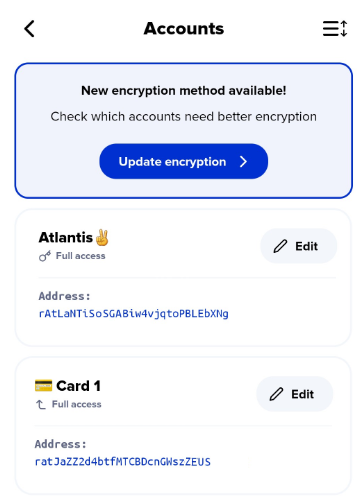 Accounts
New encryption method available!
Check which accounts need better encryption
Update encryption
Atlantis✌️
Edit
Full access
Address:
rAtLaNTiSoSGABiw4vjqtoPBLEbXNg
💳 Card 1
Edit
Full access
Address:
ratJaZZ2d4btfMTCBDcnGWszZEUS